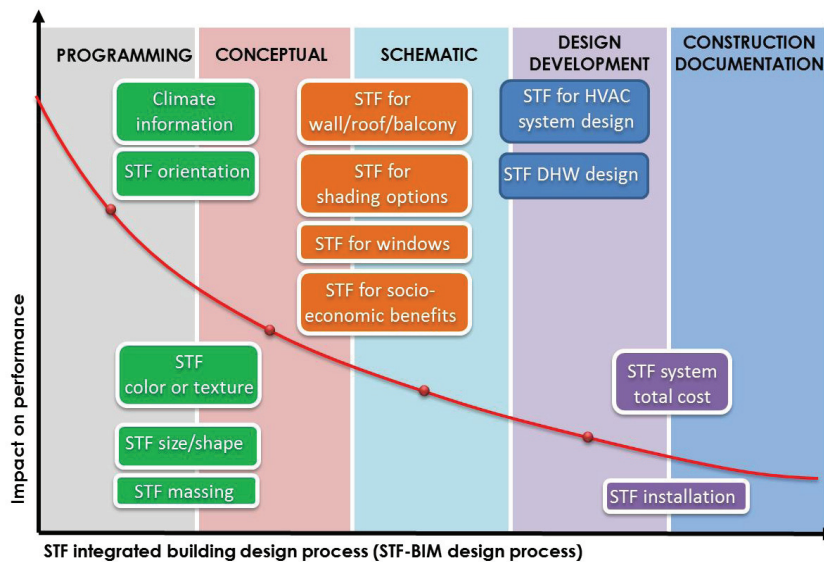 PROGRAMMING
CONCEPTUAL
SCHEMATIC
DESIGN
DEVELOPMENT
CONSTRUCTION
DOCUMENTATION
Climate
information
STF orientation
STF
color or texture
STF size/shape
STF massing
STF for
wall/roof/balcony
STF for
shading options
STF for windows
STF for socio-
economic benefits
STF for HVAC
system design
STF DHW design
STF system
total cost
STF installation
Impact on performance
STF integrated building design process (STF-BIM design process)